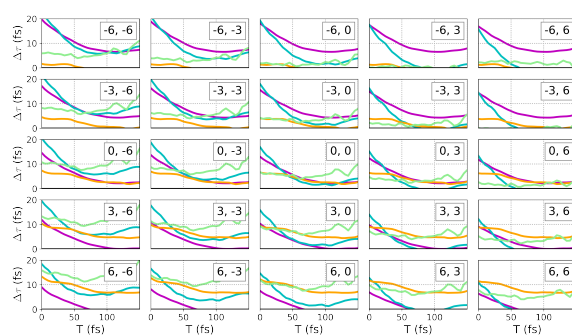 Δτ (fs) 20 10 0 -6, -6 -6, -3 -6, 0 -6, 3 -6, 6
Δτ (fs) 20 10 0 -3, -6 -3, -3 -3, 0 -3, 3 -3, 6
Δτ (fs) 20 10 0 0, -6 0, -3 0, 0 0, 3 0, 6
Δτ (fs) 20 10 0 3, -6 3, -3 3, 0 3, 3 3, 6
Δτ (fs) 20 10 0 6, -6 6, -3 6, 0 6, 3 6, 6
0 50 100 0 50 100 0 50 100 0 50 100 0 50 100
T (fs) T (fs) T (fs) T (fs) T (fs)